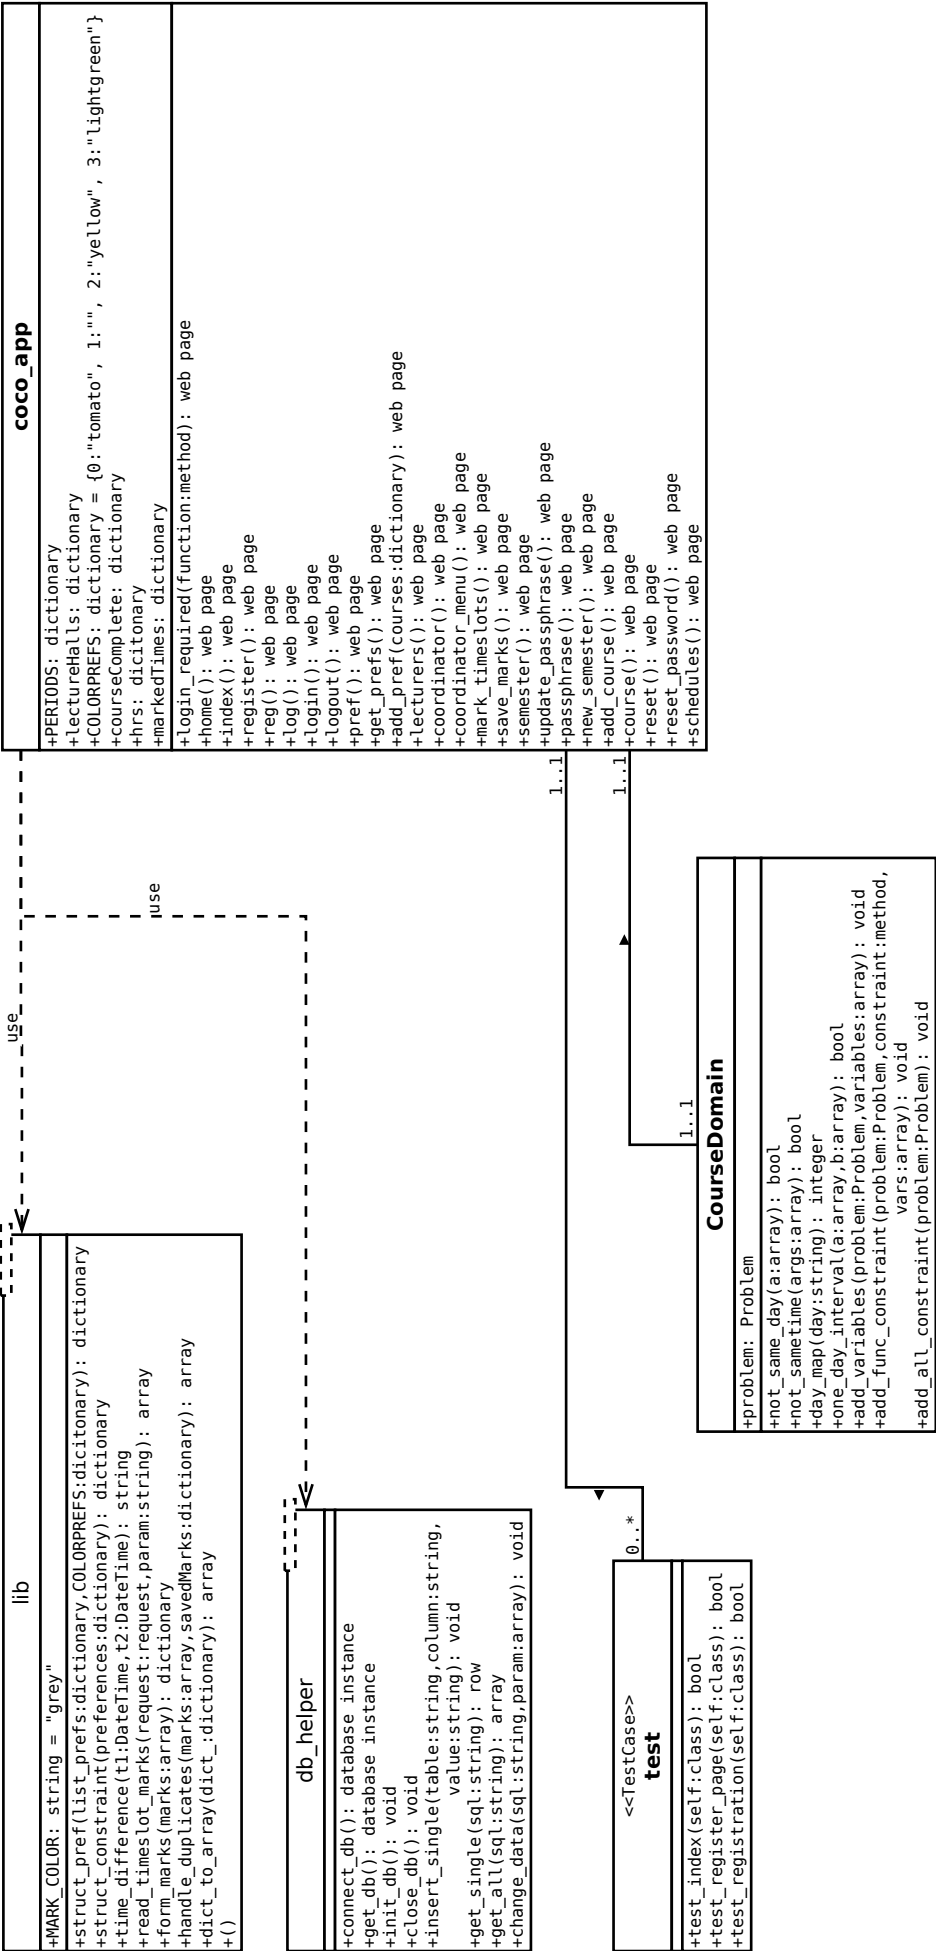 lib
+MARK_COLOR: string = "grey"
+struct_pref(list_prefs:dictionary,COLORPREFS:dicitonary): dictionary
+struct_constraint(preferences:dictionary): dictionary
+time_difference(t1:DateTime,t2:DateTime): string
+read_timeslot_marks(request:request,param:string): array
+form_marks(marks:array): dictionary
+handle_duplicates(marks:array,savedMarks:dictionary): array
+dict_to_array(dict_:dictionary): array
+()
use
use
coco_app
+PERIODS: dictionary
+lectureHalls: dictionary
+COLORPREFS: dictionary = {0:"tomato", 1:"", 2:"yellow", 3:"lightgreen"}
+courseComplete: dictionary
+hrs: dicitonary
+markedTimes: dictionary
+login_required(function:method): web page
+home(): web page
+index(): web page
+register(): web page
+reg(): web page
+log(): web page
+login(): web page
+logout(): web page
+pref(): web page
+get_prefs(): web page
+add_pref(courses:dictionary): web page
+lecturers(): web page
+coordinator(): web page
+coordinator_menu(): web page
+mark_timeslots(): web page
+save_marks(): web page
+semester(): web page
+update_passphrase(): web page
+passphrase(): web page
+new_semester(): web page
+add_course(): web page
+course(): web page
+reset(): web page
+reset_password(): web page
+schedules(): web page
db_helper
+connect_db(): database instance
+get_db(): database instance
+init_db(): void
+close_db(): void
+insert_single(table:string,column:string,
value:string): void
+get_single(sql:string): row
+get_all(sql:string): array
+change_data(sql:string,param:array): void
1..1
1..1
0..*
1..1
<<TestCase>>
test
+test_index(self:class): bool
+test_register_page(self:class): bool
+test_registration(self:class): bool
CourseDomain
+problem: Problem
+not_same_day(a:array): bool
+not_sametime(args:array): bool
+day_map(day:string): integer
+one_day_interval(a:array,b:array): bool
+add_variables(problem:Problem,variables:array): void
+add_func_constraint(problem:Problem,constraint:method,
vars:array): void
+add_all_constraint(problem:Problem): void